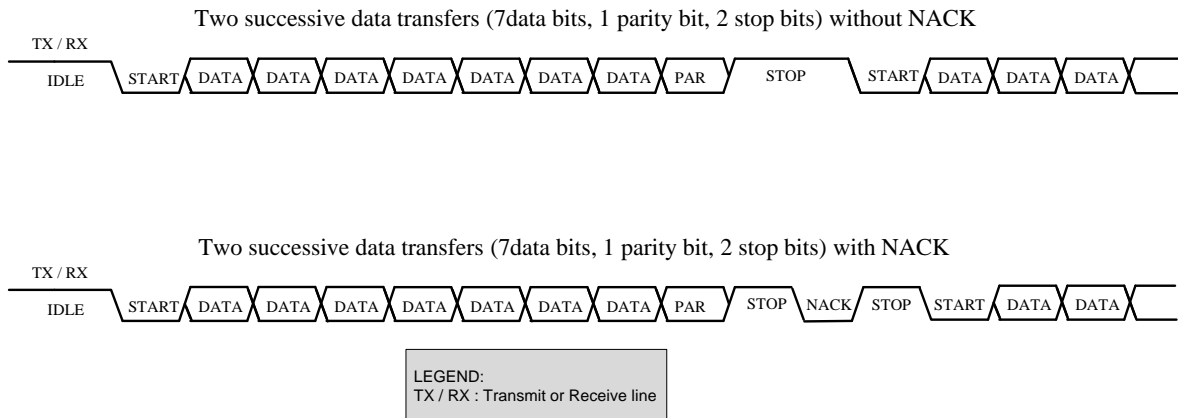 Two successive data transfers (7data bits, 1 parity bit, 2 stop bits) without NACK
TX / RX
IDLE START DATA DATA DATA DATA DATA DATA DATA PAR STOP START DATA DATA DATA
Two successive data transfers (7data bits, 1 parity bit, 2 stop bits) with NACK
TX / RX
IDLE START DATA DATA DATA DATA DATA DATA DATA PAR STOP NACK STOP START DATA DATA
LEGEND:
TX / RX : Transmit or Receive line